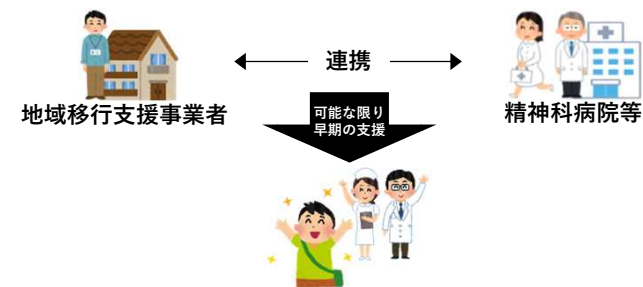 連携
地域移行支援事業者
精神科病院等
可能な限り
早期の支援